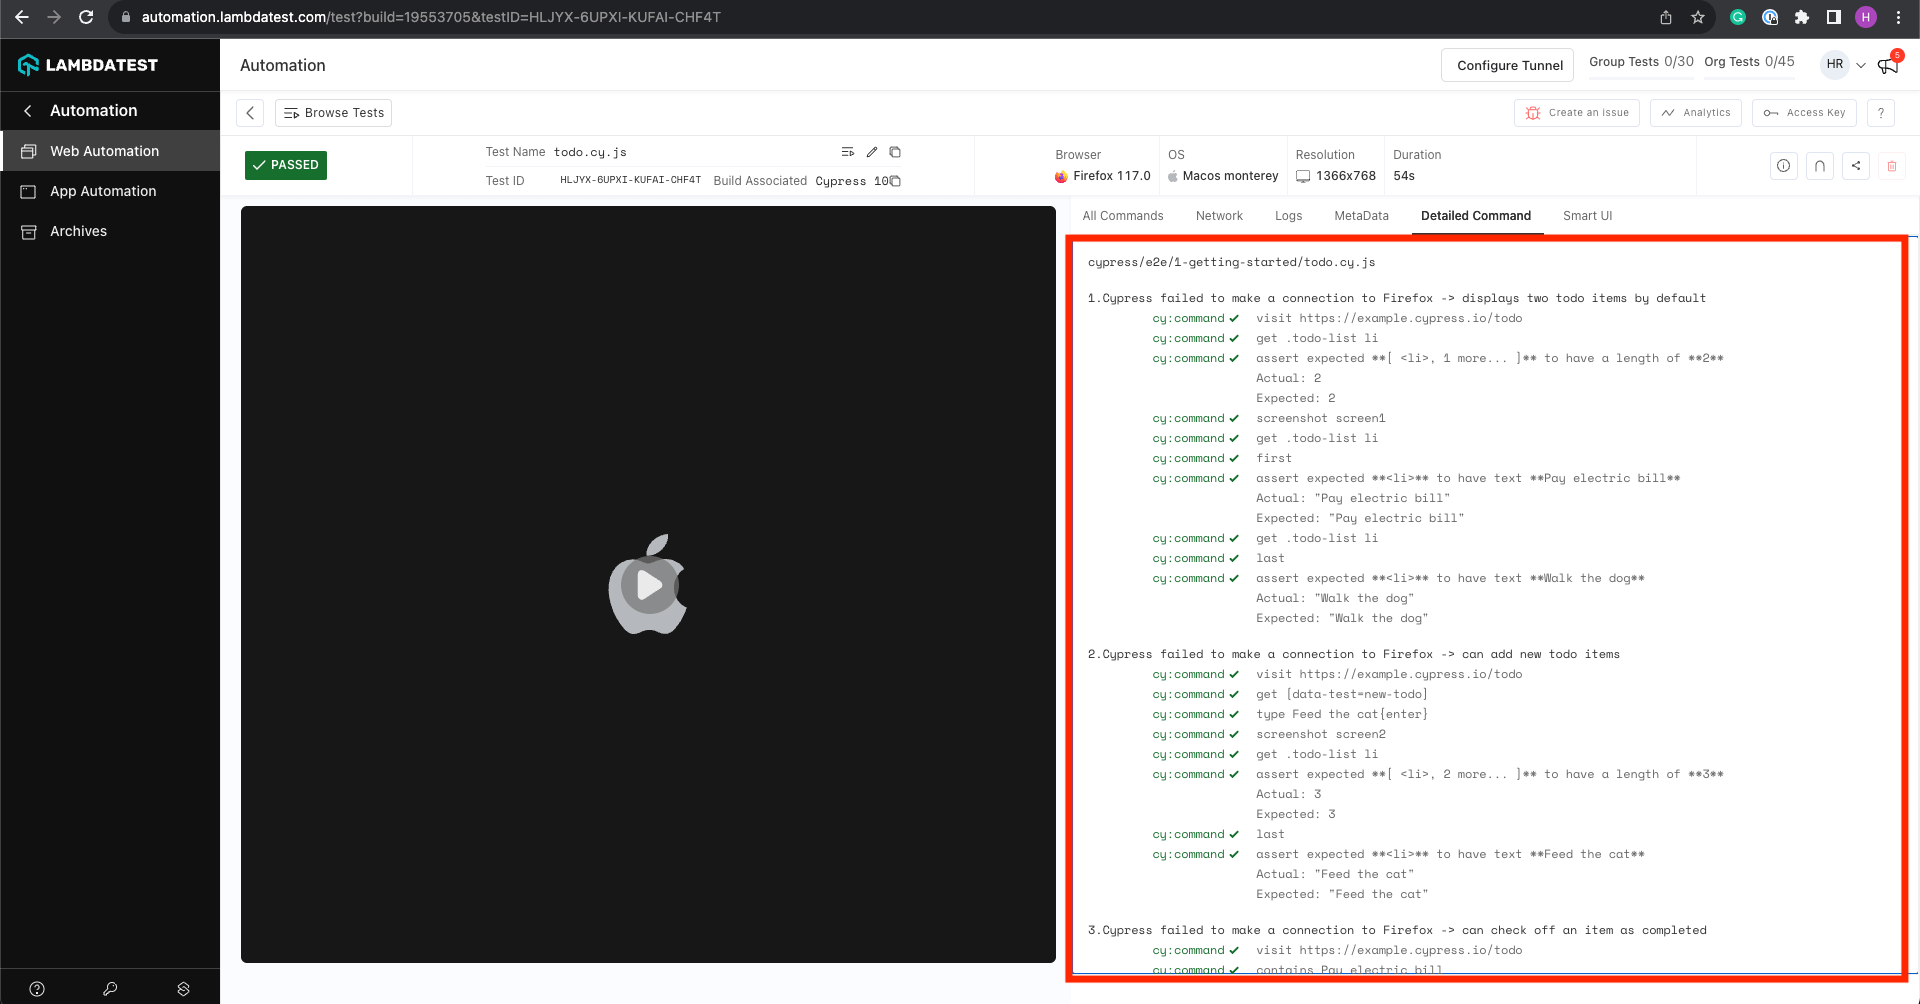 automation.lambdatest.com/test?build=19553705&testID=HLJYX-6UPXI-KUFAI-CHF4T
H
LAMBDATEST
Automation
Configure Tunnel
Group Tests 0/30
Org Tests 0/45
HR
5
Automation
Browse Tests
Create an issue
Analytics
Access Key
?
Web Automation
App Automation
Archives
PASSED
Test Name todo.cy.js
Test ID HLJYX-6UPXI-KUFAI-CHF4T Build Associated Cypress 10
Browser
Firefox 117.0
OS
Macos monterey
Resolution
1366x768
Duration
54s
All Commands
Network
Logs
MetaData
Detailed Command
Smart UI
cypress/e2e/1-getting-started/todo.cy.js
1.Cypress failed to make a connection to Firefox -> displays two todo items by default
cy:command ✔ visit https://example.cypress.io/todo
cy:command ✔ get .todo-list li
cy:command ✔ assert expected **[ <li>, 1 more... ]** to have a length of **2**
Actual: 2
Expected: 2
cy:command ✔ screenshot screen1
cy:command ✔ get .todo-list li
cy:command ✔ first
cy:command ✔ assert expected **<li>** to have text **Pay electric bill**
Actual: "Pay electric bill"
Expected: "Pay electric bill"
cy:command ✔ get .todo-list li
cy:command ✔ last
cy:command ✔ assert expected **<li>** to have text **Walk the dog**
Actual: "Walk the dog"
Expected: "Walk the dog"
2.Cypress failed to make a connection to Firefox -> can add new todo items
cy:command ✔ visit https://example.cypress.io/todo
cy:command ✔ get [data-test=new-todo]
cy:command ✔ type Feed the cat{enter}
cy:command ✔ screenshot screen2
cy:command ✔ get .todo-list li
cy:command ✔ assert expected **[ <li>, 2 more... ]** to have a length of **3**
Actual: 3
Expected: 3
cy:command ✔ last
cy:command ✔ assert expected **<li>** to have text **Feed the cat**
Actual: "Feed the cat"
Expected: "Feed the cat"
3.Cypress failed to make a connection to Firefox -> can check off an item as completed
cy:command ✔ visit https://example.cypress.io/todo
cy:command ✔ contains Pay electric bill